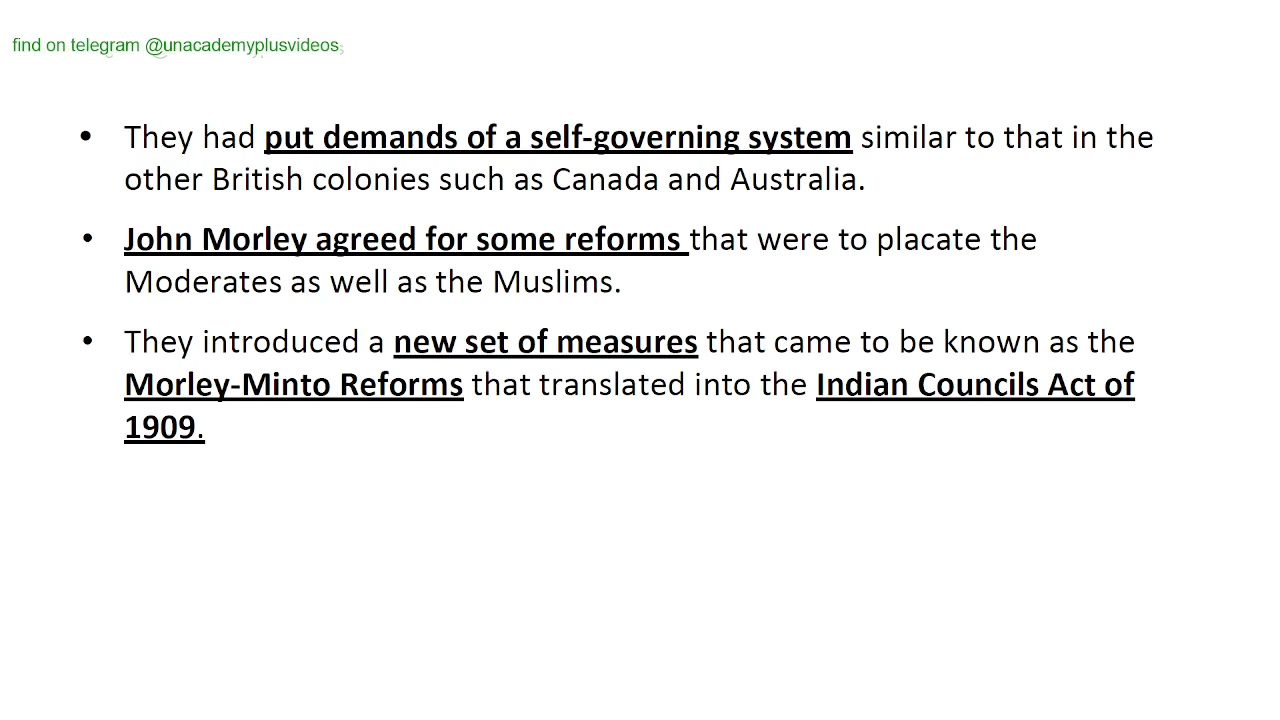 find on telegram @unacademyplusvideos
• They had put demands of a self-governing system similar to that in the
other British colonies such as Canada and Australia.
• John Morley agreed for some reforms that were to placate the
Moderates as well as the Muslims.
• They introduced a new set of measures that came to be known as the
Morley-Minto Reforms that translated into the Indian Councils Act of
1909.